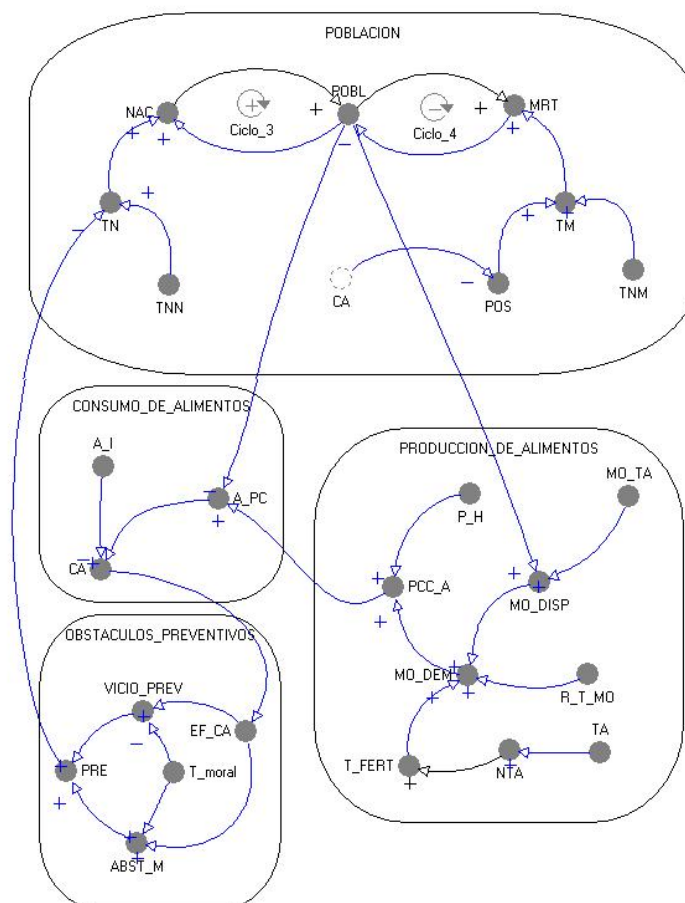 POBLACION
NAC
POBL
MRT
+
+
Ciclo_3
+
−
Ciclo_4
+
+
+
+
−
TN
+
−
+
+
TM
TNN
CA
−
POS
TNM
CONSUMO_DE_ALIMENTOS
A_I
−
A_PC
+
−
+
CA
PRODUCCION_DE_ALIMENTOS
MO_TA
P_H
+
PCC_A
+
+
+
MO_DISP
MO_DEM
+
+
+
R_T_MO
TA
T_FERT
+
NTA
+
OBSTACULOS_PREVENTIVOS
VICIO_PREV
+
−
EF_CA
+
PRE
+
T_moral
+
+
ABST_M